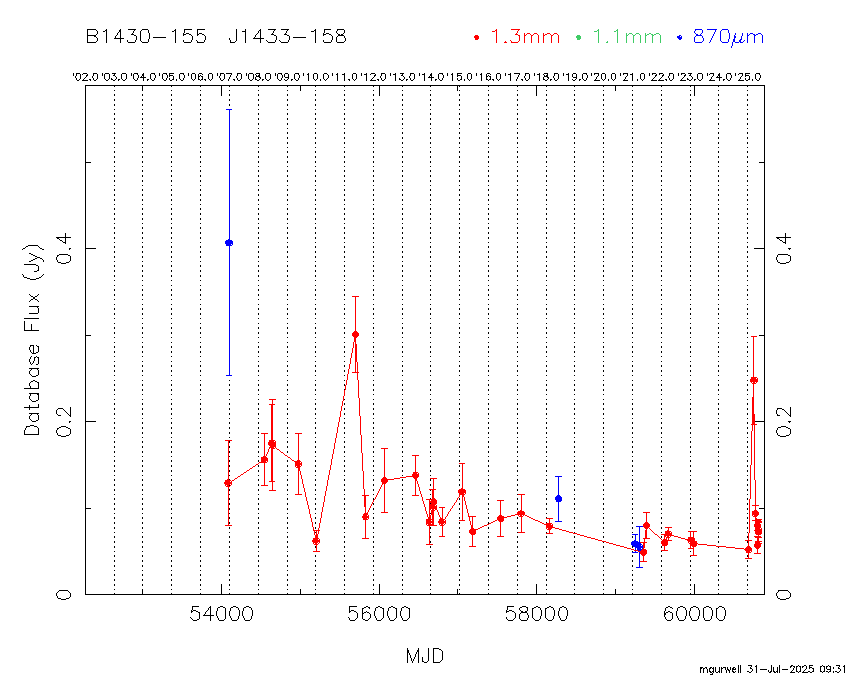 B1430-155 J1433-158 1.3mm 1.1mm 870μm
'02.0 '03.0 '04.0 '05.0 '06.0 '07.0 '08.0 '09.0 '10.0 '11.0 '12.0 '13.0 '14.0 '15.0 '16.0 '17.0 '18.0 '19.0 '20.0 '21.0 '22.0 '23.0 '24.0 '25.0
0.4 0.4
Database Flux (Jy)
0.2 0.2
0 0
54000 56000 58000 60000
MJD
mgurwell 31-Jul-2025 09:31